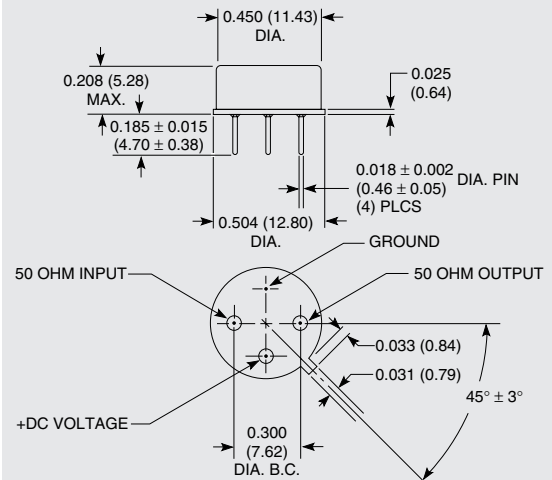 0.450 (11.43)
DIA.
0.208 (5.28)
MAX.
0.025
(0.64)
0.185 ± 0.015
(4.70 ± 0.38)
0.018 ± 0.002
(0.46 ± 0.05)
(4) PLCS
DIA. PIN
0.504 (12.80)
DIA.
GROUND
50 OHM INPUT
50 OHM OUTPUT
0.033 (0.84)
0.031 (0.79)
45° ± 3°
+DC VOLTAGE
0.300
(7.62)
DIA. B.C.